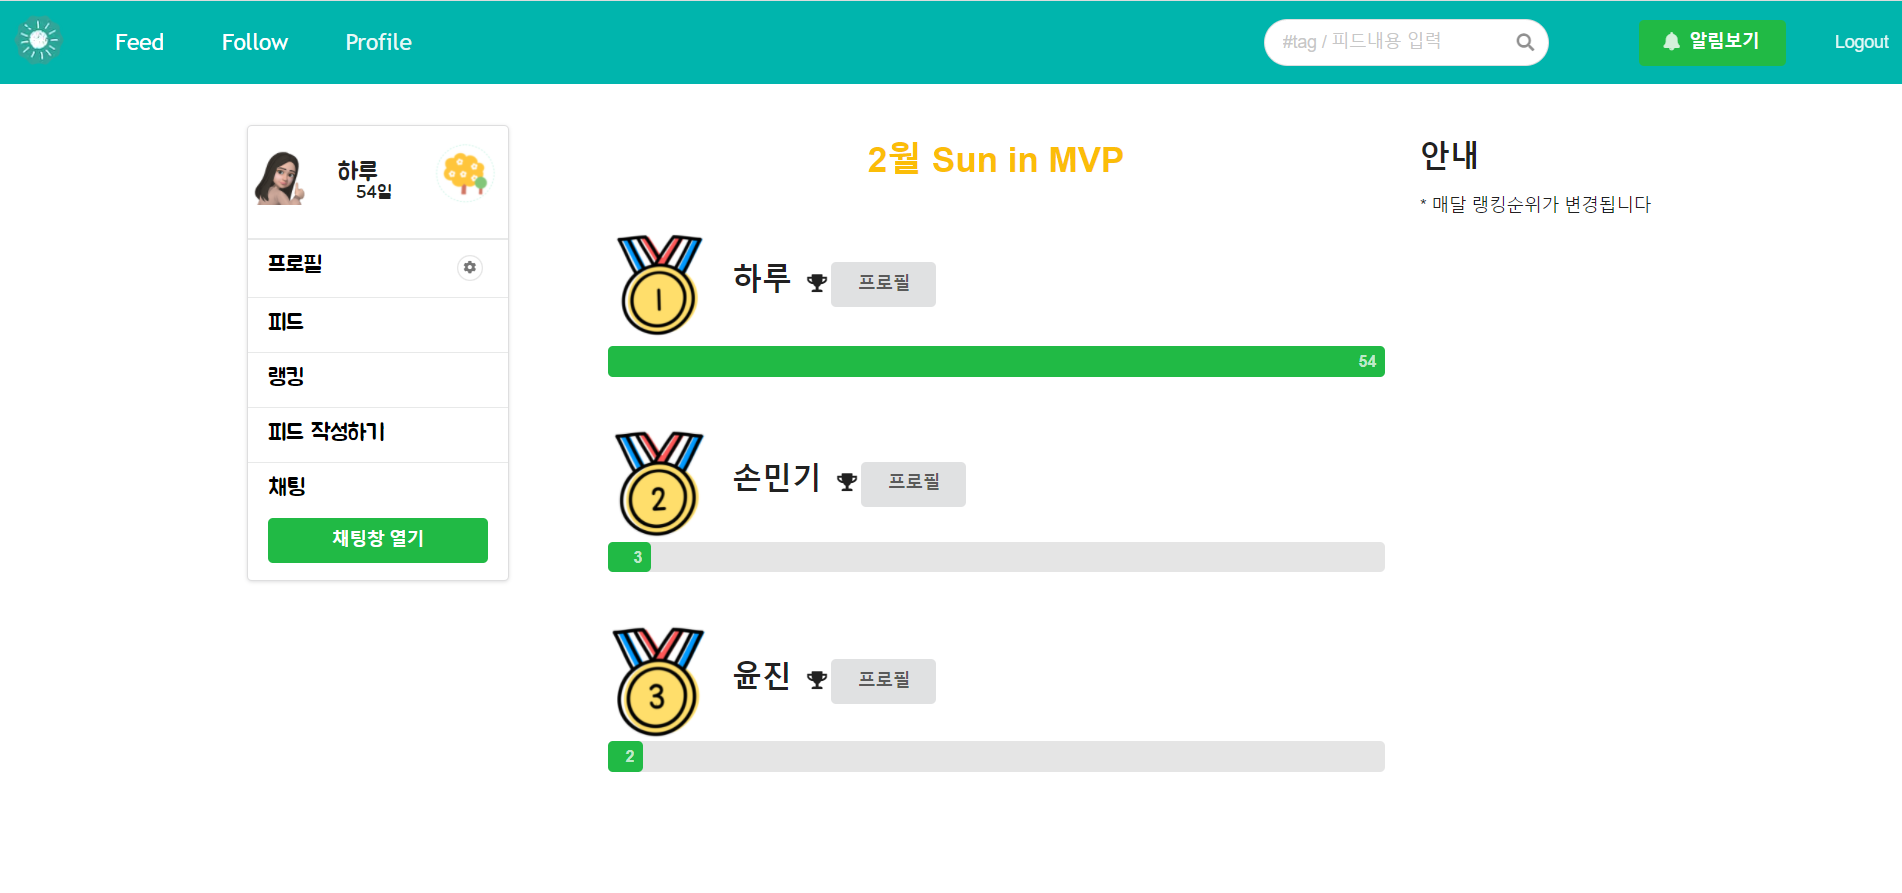 Feed Follow Profile #tag / 피드내용 입력 알림보기 Logout
하루
54일
프로필
피드
랭킹
피드 작성하기
채팅
채팅창 열기
2월 Sun in MVP
1 하루 프로필
54
2 손민기 프로필
3
3 윤진 프로필
2
안내
* 매달 랭킹순위가 변경됩니다